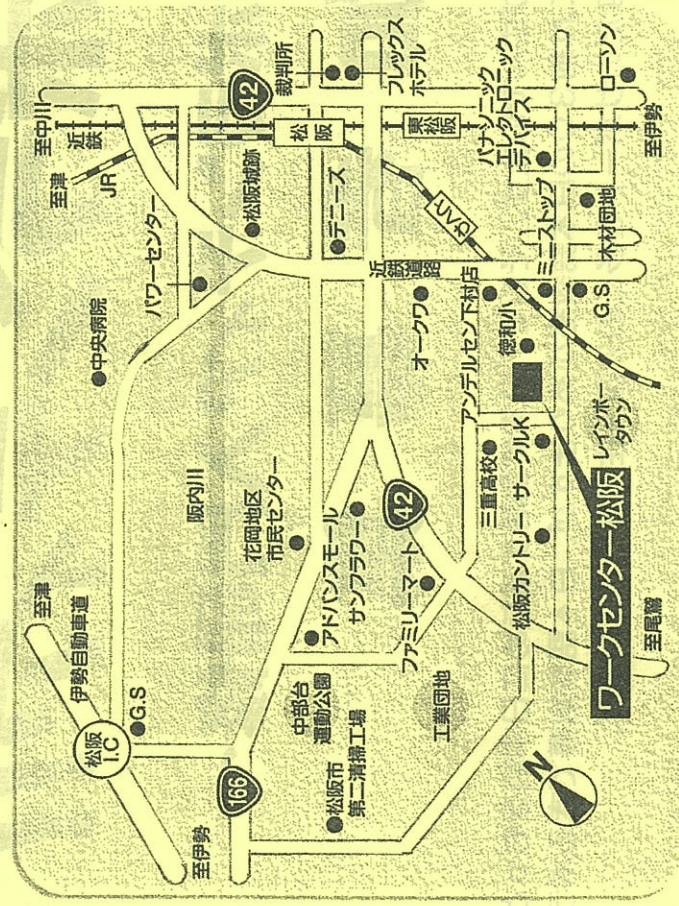 至津
伊勢自動車道
松阪
I.C
G.S
至伊勢
166
中央病院
阪内川
花岡地区
市民センター
アドバンスモール
サンフラワー
中部台
運動公園
松阪市
第二清掃工場
ファミリーマート
工業団地
42
至中川
近鉄
至津
JR
パワーセンター
松阪城跡
42
裁判所
フレックス
ホテル
松阪
デニーズ
東松阪
近鉄道路
オークワ
アンデルセン下村店
徳和小
三重高校
サークルK
松阪カントリー
レインボー
タウン
パナソニック
エレクトロニック
デバイス
ミニストップ
木材団地
G.S
ローソン
至伊勢
ワークセンター松阪
至尾鷲
N